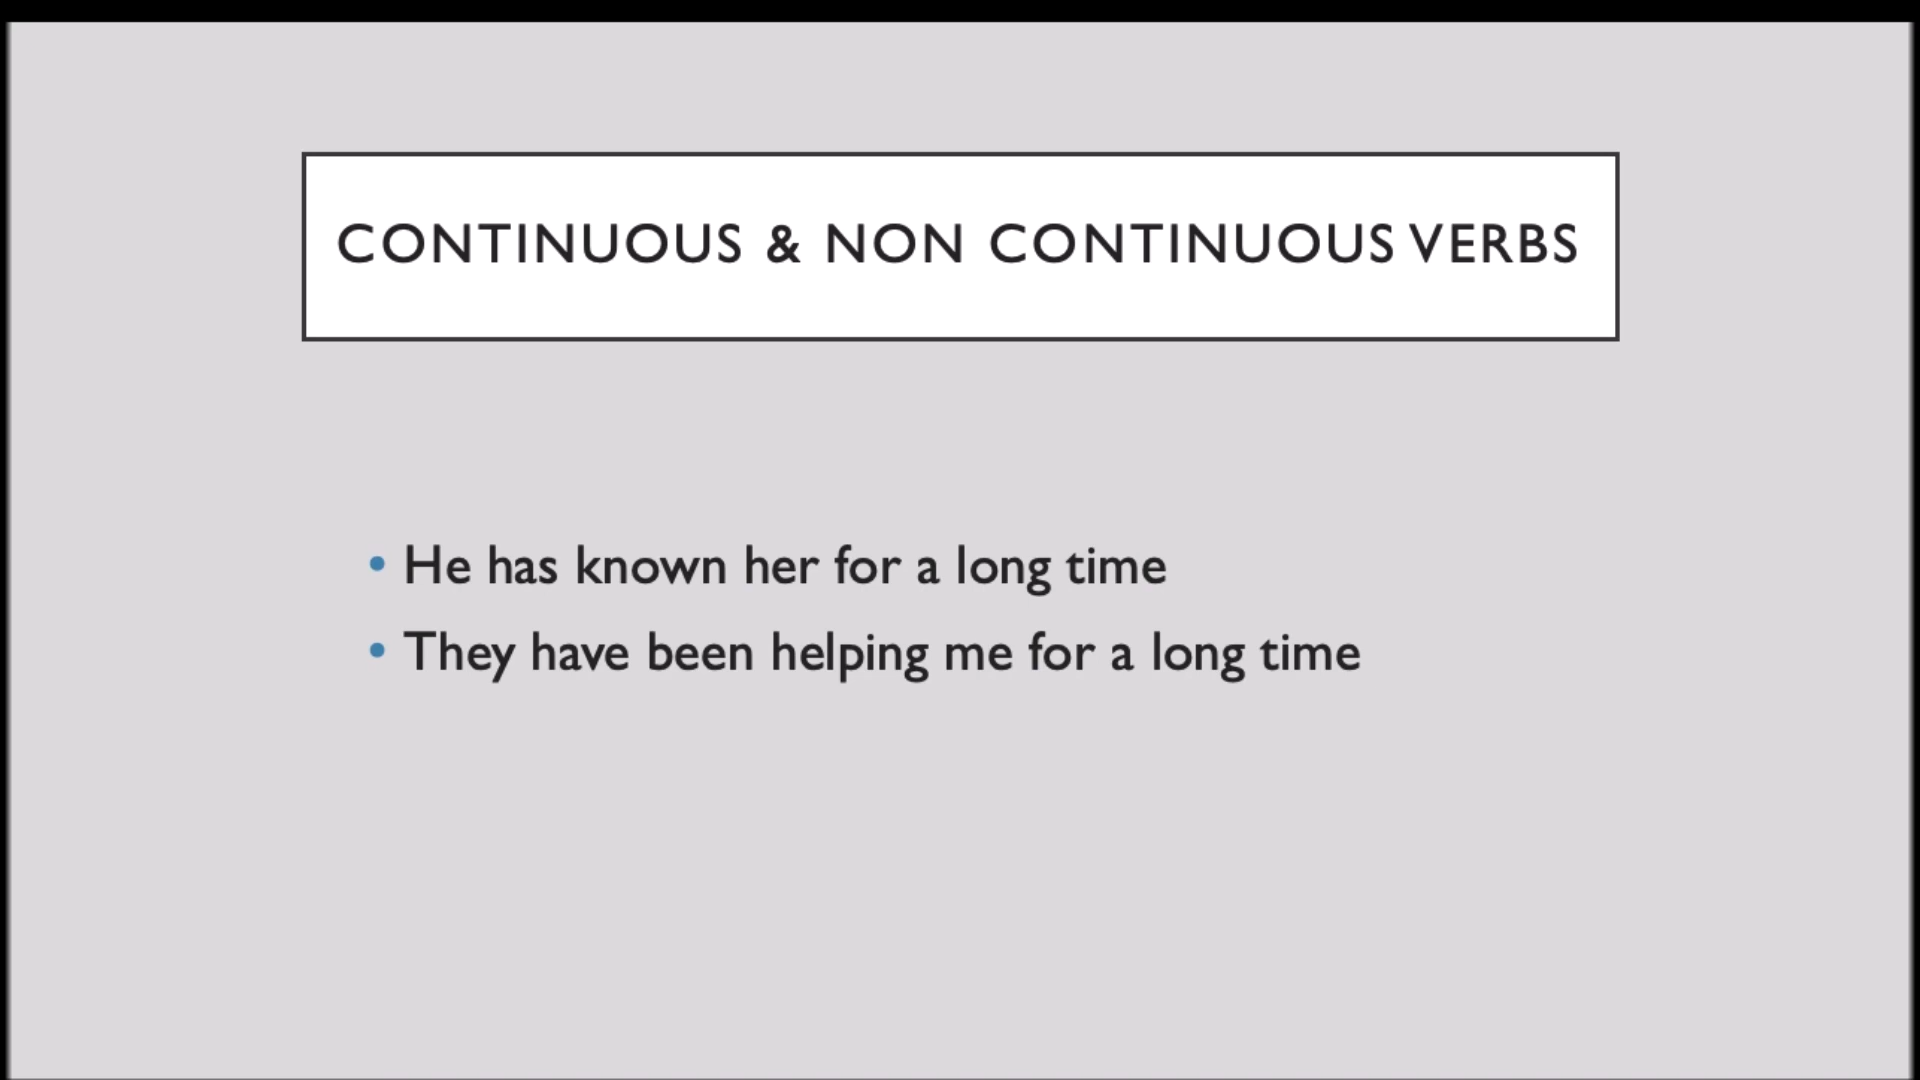 CONTINUOUS & NON CONTINUOUS VERBS
• He has known her for a long time
• They have been helping me for a long time